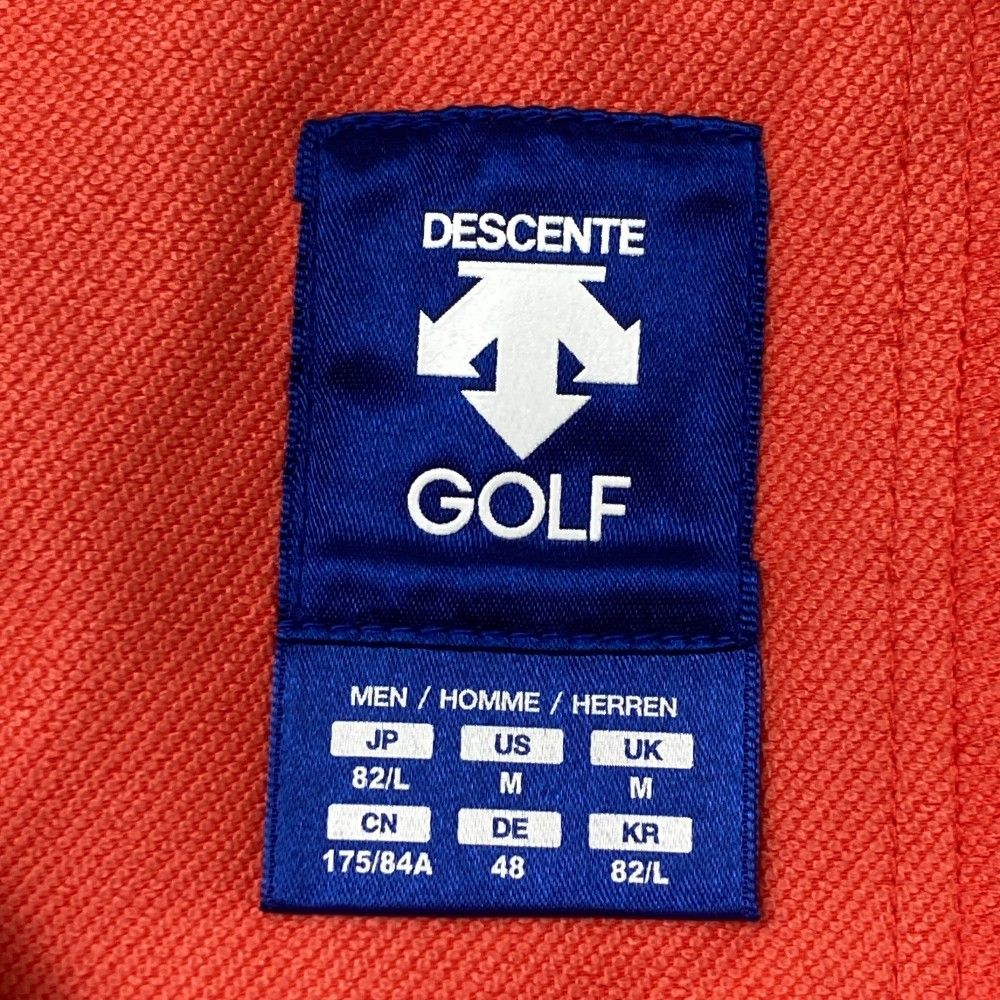 DESCENTE
GOLF
MEN / HOMME / HERREN
JP US UK
82/L M M
CN DE KR
175/84A 48 82/L